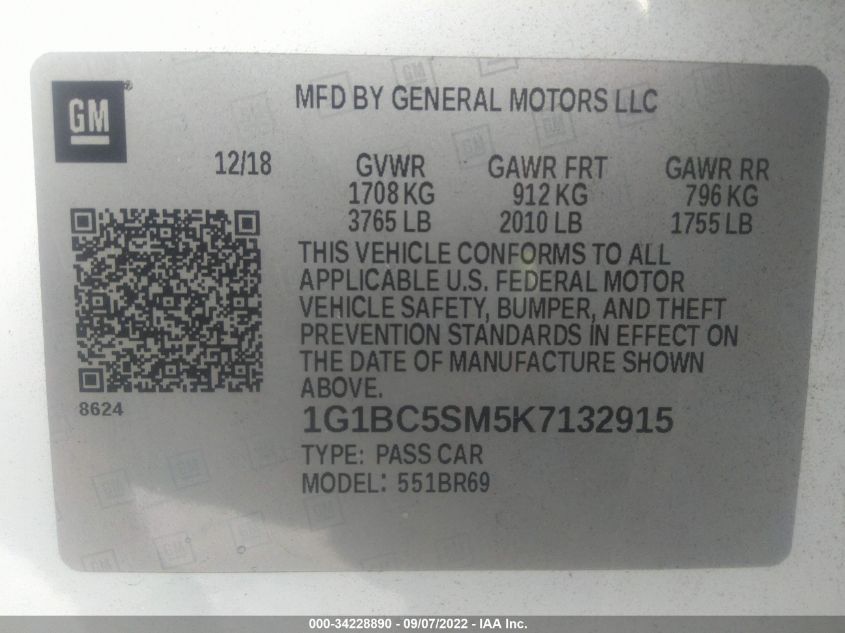 GM
MFD BY GENERAL MOTORS LLC
12/18 GVWR GAWR FRT GAWR RR
1708 KG 912 KG 796 KG
3765 LB 2010 LB 1755 LB
THIS VEHICLE CONFORMS TO ALL
APPLICABLE U.S. FEDERAL MOTOR
VEHICLE SAFETY, BUMPER, AND THEFT
PREVENTION STANDARDS IN EFFECT ON
THE DATE OF MANUFACTURE SHOWN
ABOVE.
8624
1G1BC5SM5K7132915
TYPE: PASS CAR
MODEL: 551BR69
000-34228890 - 09/07/2022 - IAA Inc.